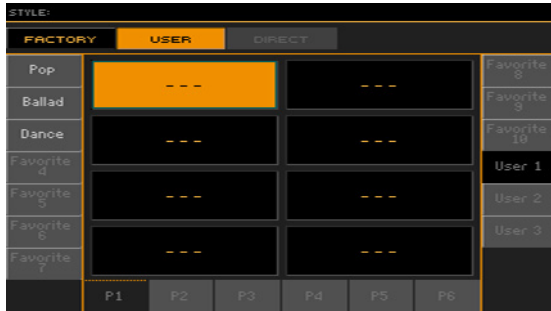 STYLE:
FACTORY USER DIRECT
Pop
Ballad
Dance
Favorite
4
Favorite
5
Favorite
6
Favorite
7
--- ---
--- ---
--- ---
--- ---
Favorite
8
Favorite
9
Favorite
10
User 1
User 2
User 3
P1 P2 P3 P4 P5 P6